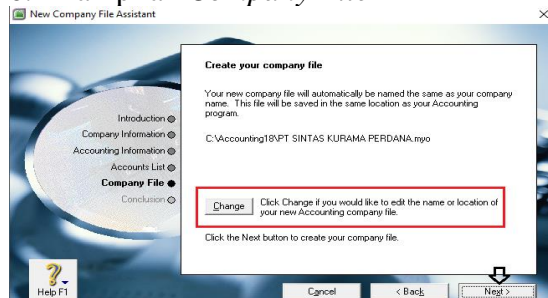 New Company File Assistant
Create your company file
Your new company file will automatically be named the same as your company
name. This file will be saved in the same location as your Accounting
program.
C:\Accounting18\PT SINTAS KURAMA PERDANA.myo
Introduction
Company Information
Accounting Information
Accounts List
Company File
Conclusion
Change
Click Change if you would like to edit the name or location of
your new Accounting company file.
Click the Next button to create your company file.
Help F1
Cancel
< Back
Next >